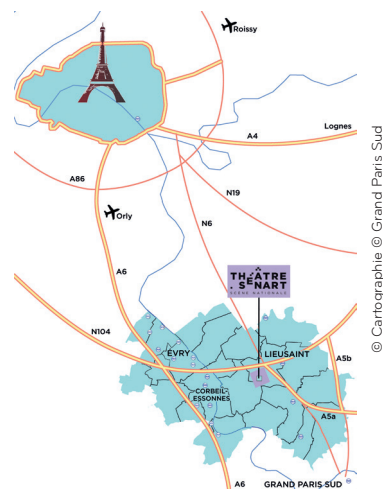 Roissy
A4
Lognes
A86
N19
Orly
N6
A6
THÉÂTRE
SÉNART
SCÈNE NATIONALE
N104
EVRY
LIEUSAINT
A5b
CORBEIL
ESSONNES
A5a
A6
GRAND PARIS SUD
© Cartographie © Grand Paris Sud